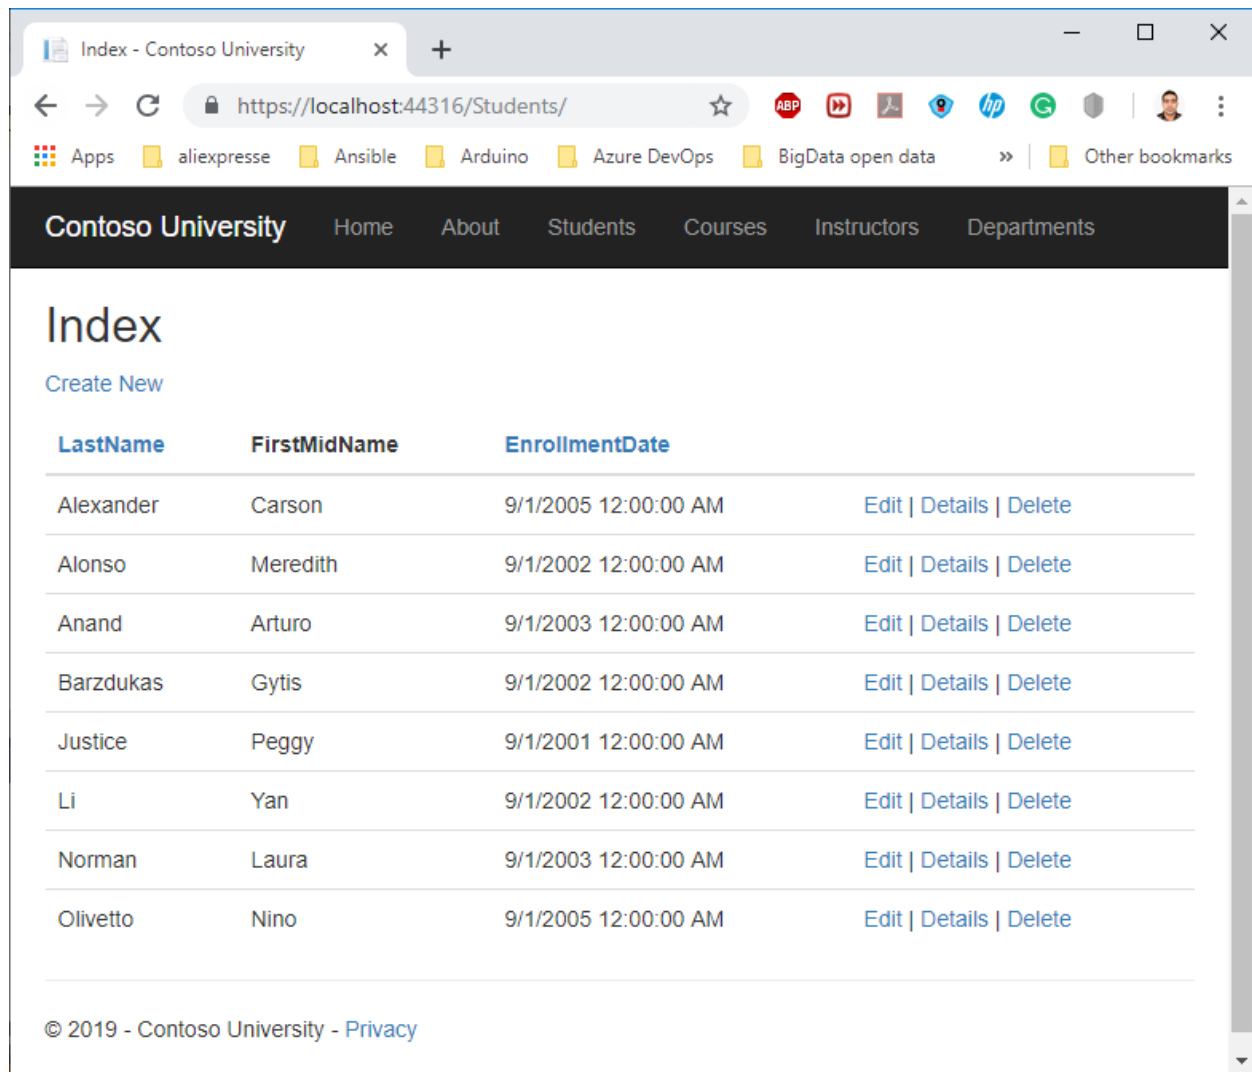 Index - Contoso University
https://localhost:44316/Students/
ABP
hp
G
Apps aliexpresse Ansible Arduino Azure DevOps BigData open data » Other bookmarks
Contoso University Home About Students Courses Instructors Departments
Index
Create New
LastName FirstMidName EnrollmentDate
Alexander Carson 9/1/2005 12:00:00 AM Edit | Details | Delete
Alonso Meredith 9/1/2002 12:00:00 AM Edit | Details | Delete
Anand Arturo 9/1/2003 12:00:00 AM Edit | Details | Delete
Barzdukas Gytis 9/1/2002 12:00:00 AM Edit | Details | Delete
Justice Peggy 9/1/2001 12:00:00 AM Edit | Details | Delete
Li Yan 9/1/2002 12:00:00 AM Edit | Details | Delete
Norman Laura 9/1/2003 12:00:00 AM Edit | Details | Delete
Olivetto Nino 9/1/2005 12:00:00 AM Edit | Details | Delete
© 2019 - Contoso University - Privacy